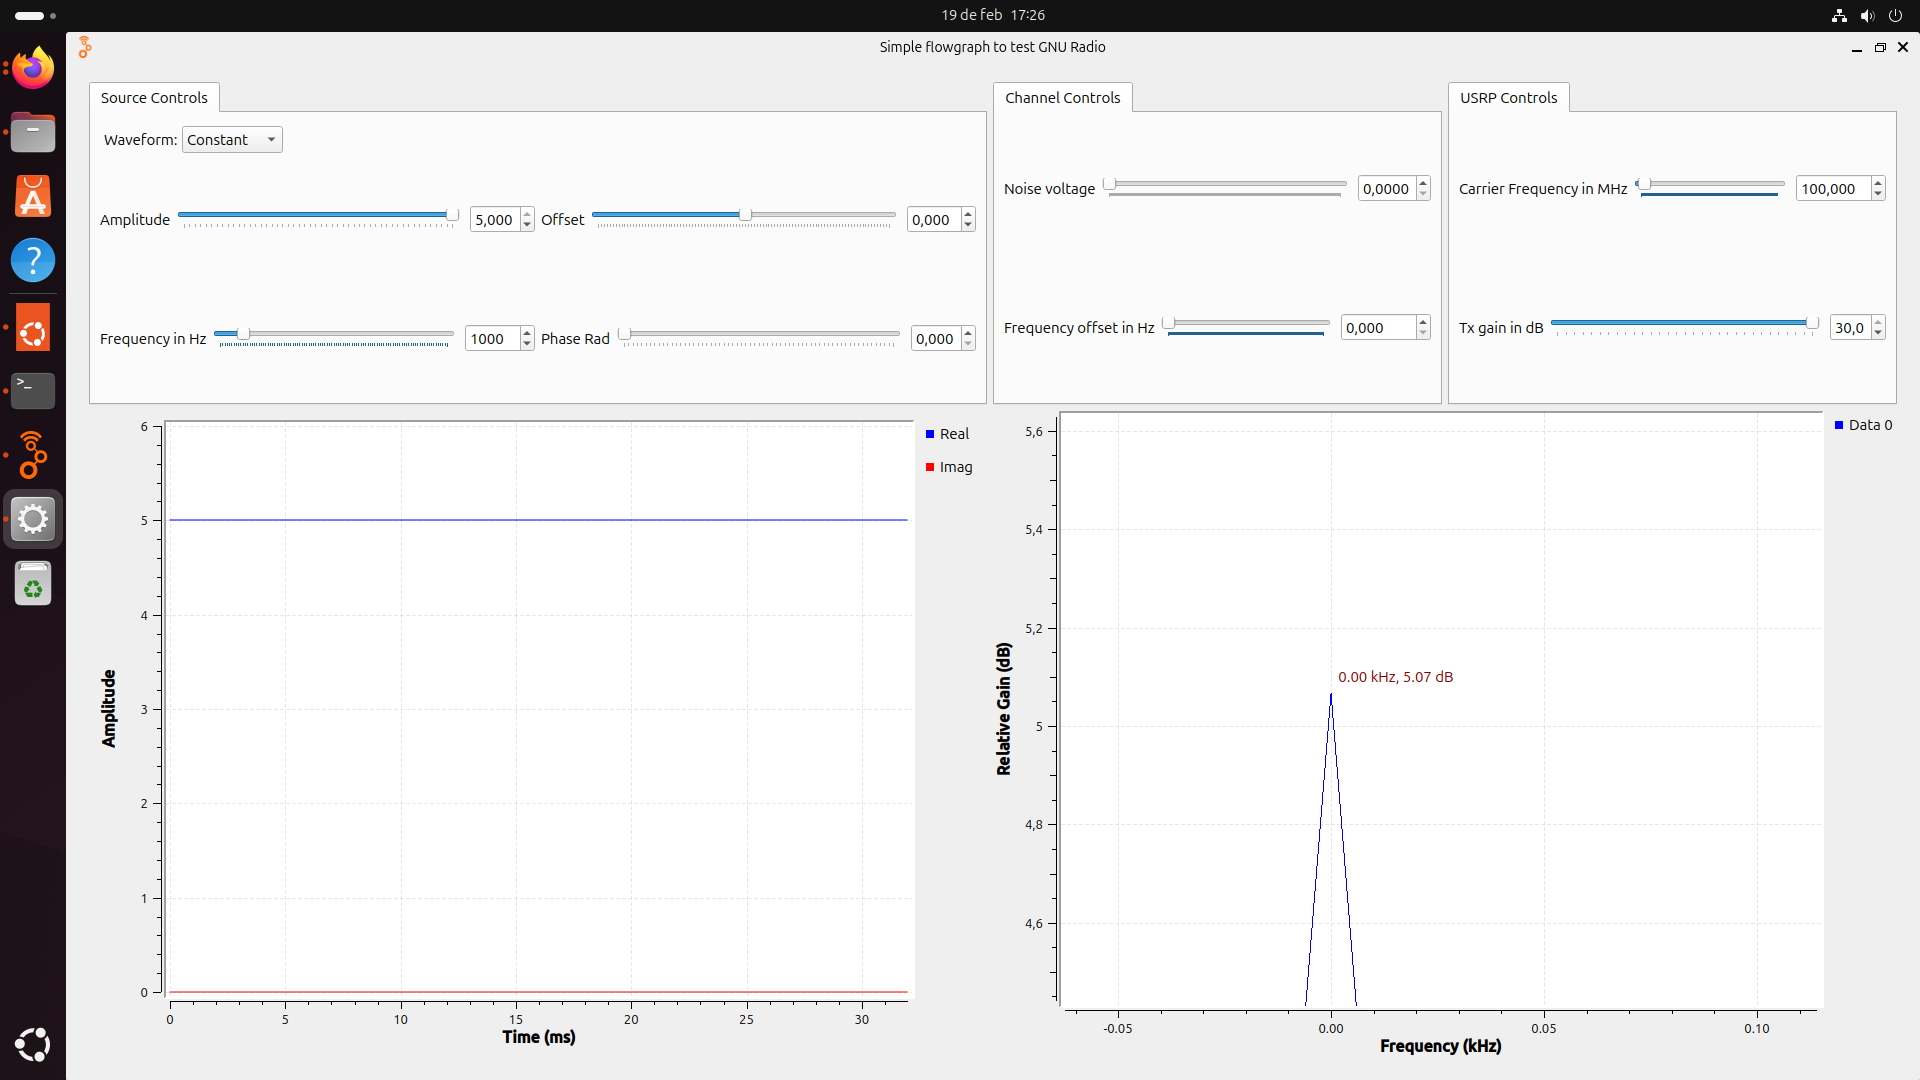 19 de feb 17:26
Simple flowgraph to test GNU Radio
Source Controls
Waveform: Constant
Amplitude 5,000 Offset 0,000
Frequency in Hz 1000 Phase Rad 0,000
Channel Controls
Noise voltage 0,0000
Frequency offset in Hz 0,000
USRP Controls
Carrier Frequency in MHz 100,000
Tx gain in dB 30,0
6
5
4
3
2
1
0
Amplitude
0 5 10 15 20 25 30
Time (ms)
Real
Imag
5,6
5,4
5,2
5
4,8
4,6
Relative Gain (dB)
0.00 kHz, 5.07 dB
-0.05 0.00 0.05 0.10
Frequency (kHz)
Data 0
>_
?